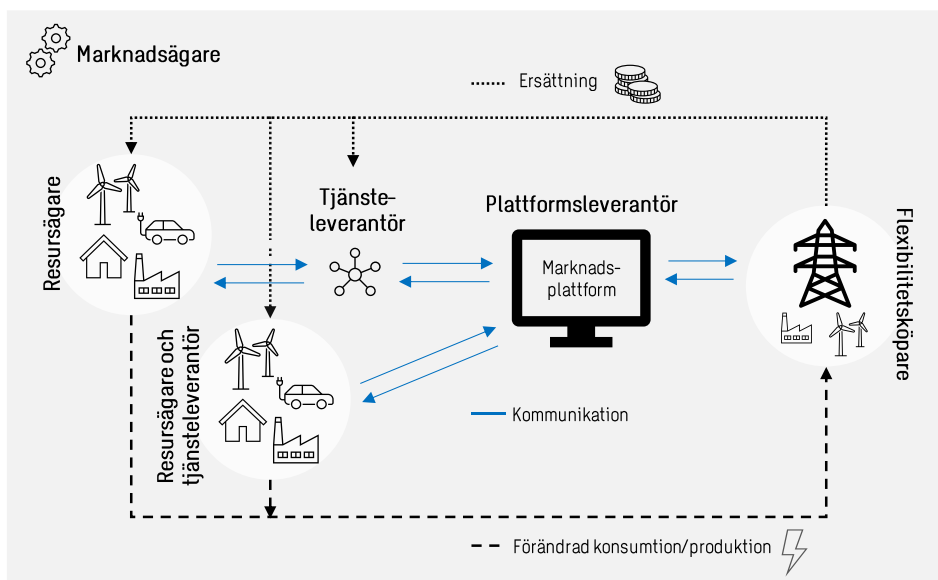 Marknadsägare
Ersättning
Resursägare
Tjänste-
leverantör
Plattformsleverantör
Marknads-
plattform
Flexibilitetsköpare
Resursägare och
tjänsteleverantör
Kommunikation
Förändrad konsumtion/produktion